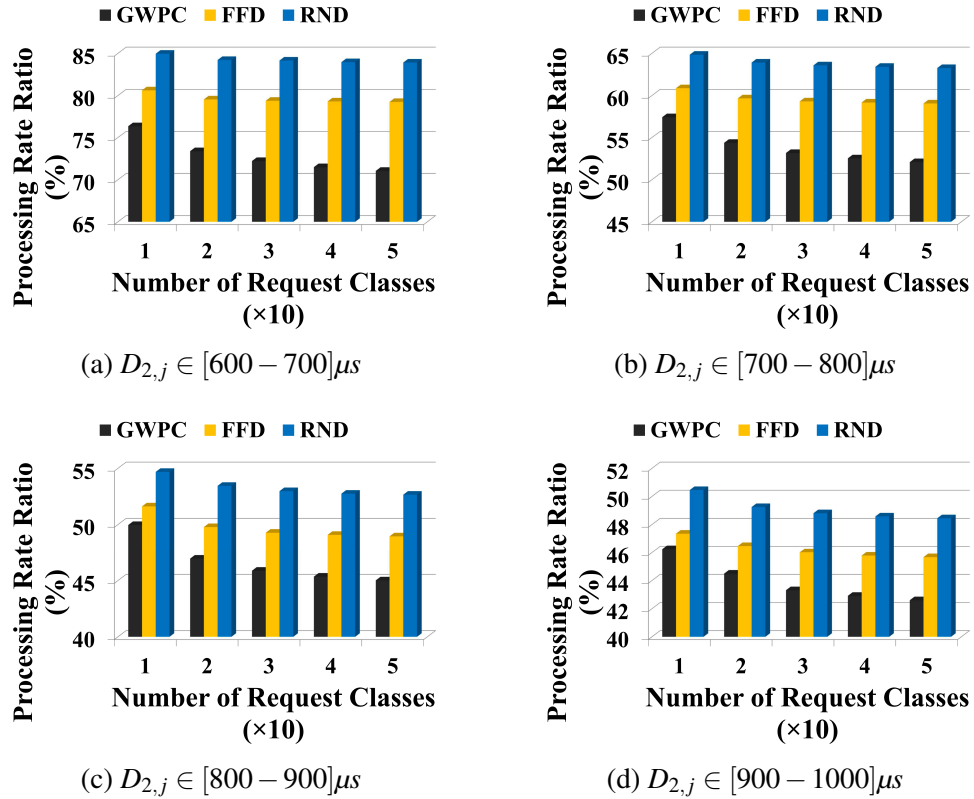 GWPC FFD RND
85
80
75
70
65
Processing Rate Ratio
(%)
1 2 3 4 5
Number of Request Classes
(×10)
(a) D2,j ∈ [600 – 700]μs
GWPC FFD RND
65
60
55
50
45
Processing Rate Ratio
(%)
1 2 3 4 5
Number of Request Classes
(×10)
(b) D2,j ∈ [700 – 800]μs
GWPC FFD RND
55
50
45
40
Processing Rate Ratio
(%)
1 2 3 4 5
Number of Request Classes
(×10)
(c) D2,j ∈ [800 – 900]μs
GWPC FFD RND
52
50
48
46
44
42
40
Processing Rate Ratio
(%)
1 2 3 4 5
Number of Request Classes
(×10)
(d) D2,j ∈ [900 – 1000]μs